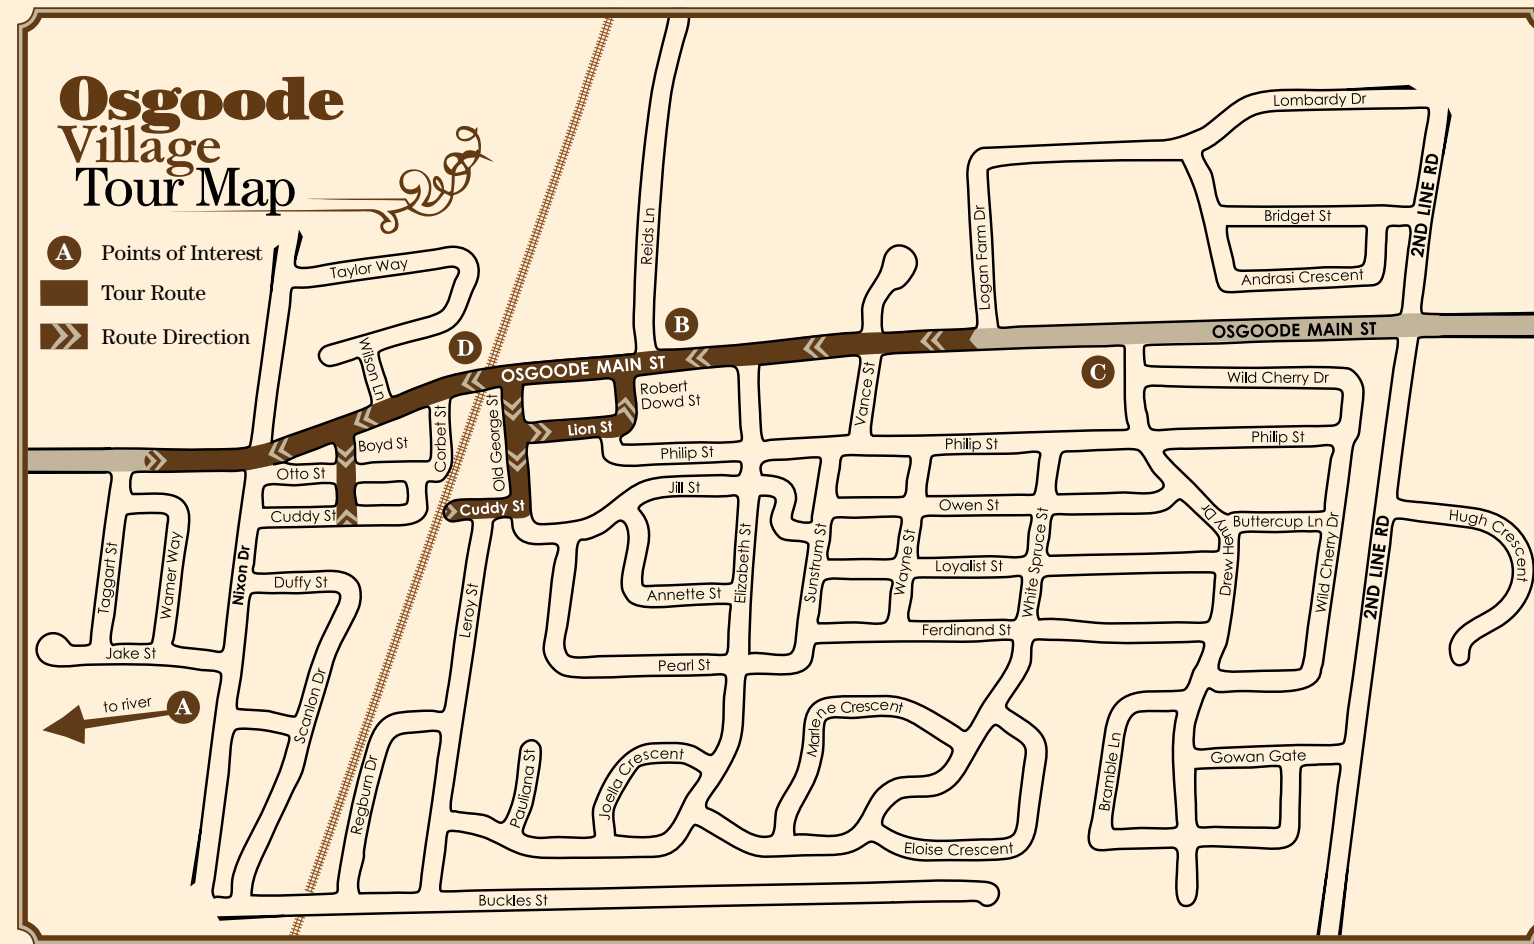 Osgoode
Village
Tour Map
A Points of Interest
Tour Route
Route Direction
Lombardy Dr
2ND LINE RD
Bridget St
Andrasi Crescent
Logan Farm Dr
Reids Ln
Taylor Way
Wilson Ln
D
B
C
OSGOODE MAIN ST
OSGOODE MAIN ST
Robert
Dowd St
Lion St
Old George St
Corbet St
Boyd St
Otto St
Cuddy St
Cuddy St
Vance St
Philip St
Philip St
Philip St
Wild Cherry Dr
Jill St
Owen St
Buttercup Ln
Drew Henry Dr
Wild Cherry Dr
2ND LINE RD
Hugh Crescent
Taggart St
Warner Way
Nixon Dr
Duffy St
Jake St
Scanlon Dr
Leroy St
Annette St
Elizabeth St
Sunstrum St
Wayne St
White Spruce St
Loyalist St
Ferdinand St
Pearl St
to river A
Regburn Dr
Pauliana St
Joella Crescent
Marlene Crescent
Eloise Crescent
Bramble Ln
Gowan Gate
Buckles St